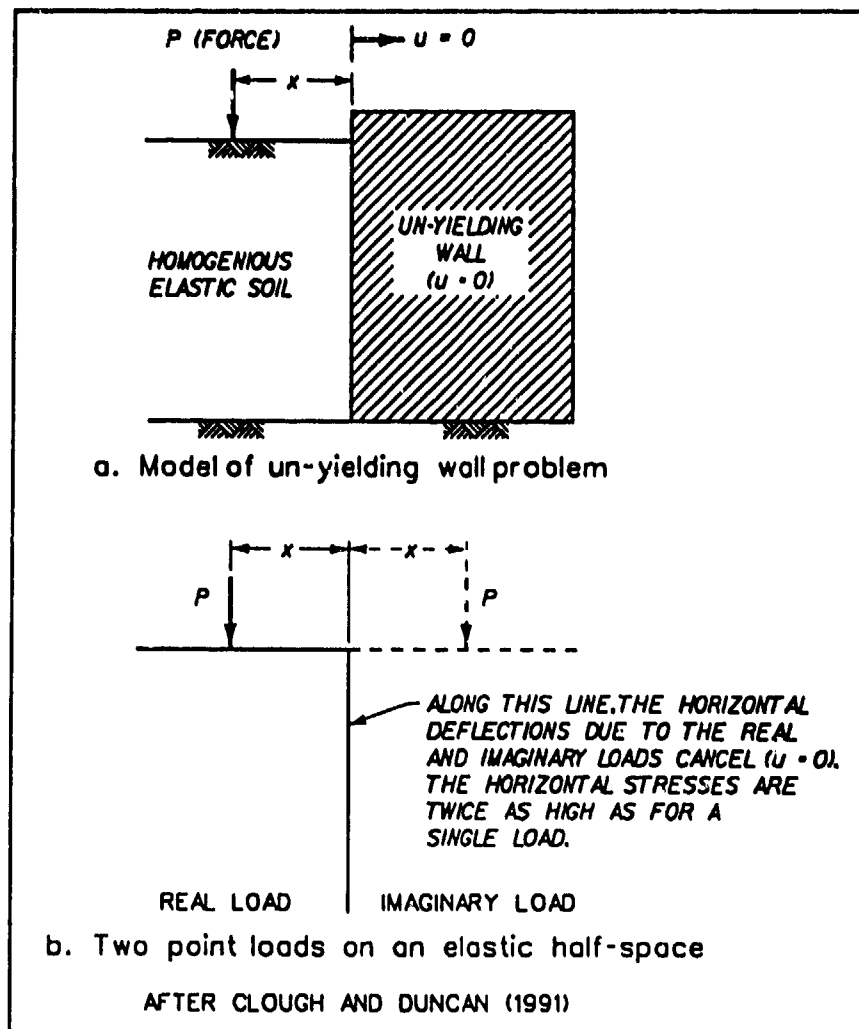 P (FORCE)
u = 0
x
HOMOGENIOUS
ELASTIC SOIL
UN-YIELDING
WALL
(u = 0)
a. Model of un-yielding wall problem
x
x
P
P
ALONG THIS LINE, THE HORIZONTAL
DEFLECTIONS DUE TO THE REAL
AND IMAGINARY LOADS CANCEL (u = 0).
THE HORIZONTAL STRESSES ARE
TWICE AS HIGH AS FOR A
SINGLE LOAD.
REAL LOAD
IMAGINARY LOAD
b. Two point loads on an elastic half-space
AFTER CLOUGH AND DUNCAN (1991)